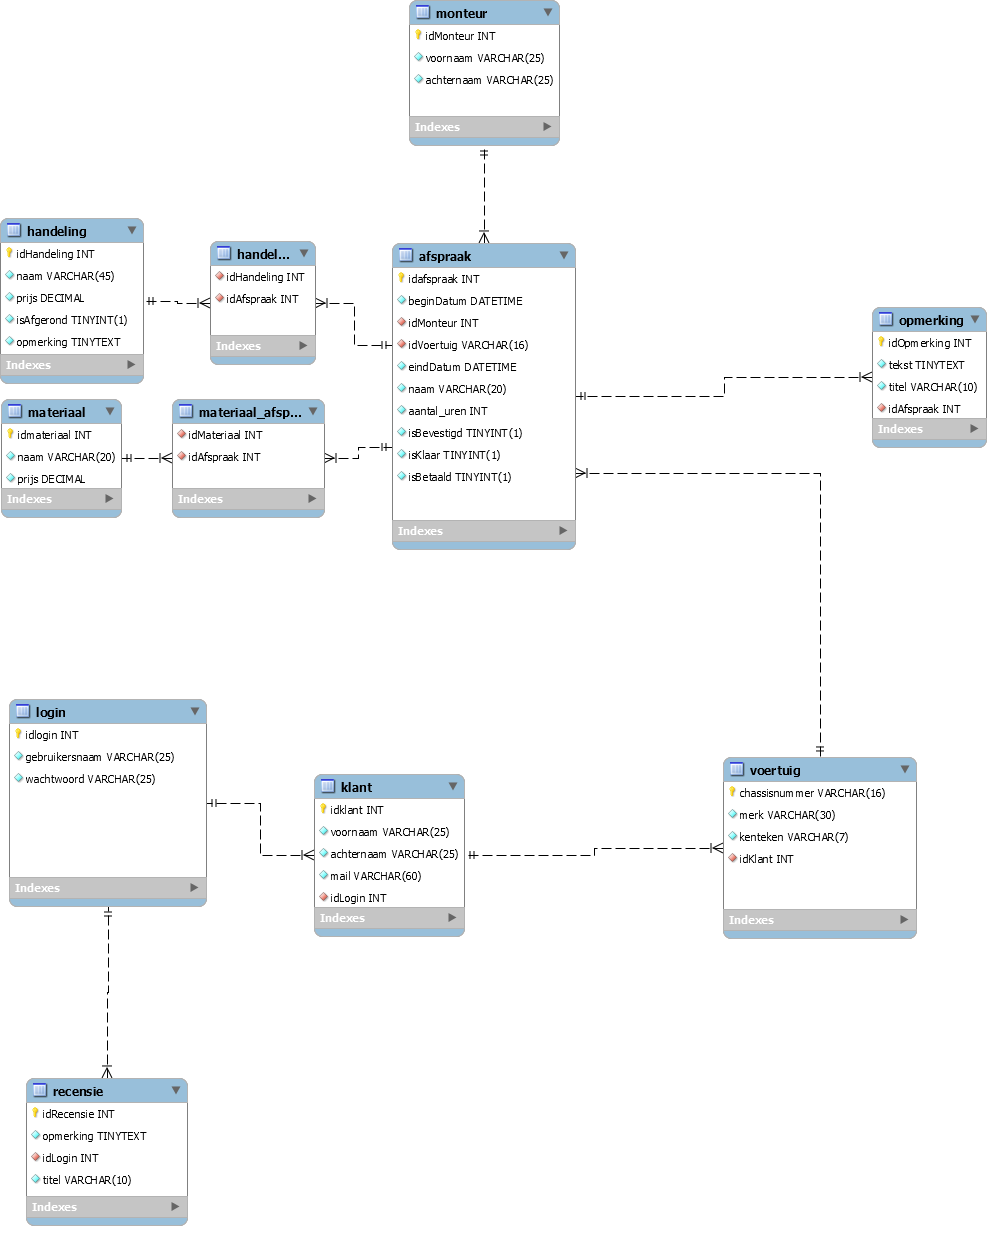 monteur
idMonteur INT
voornaam VARCHAR(25)
achternaam VARCHAR(25)
Indexes
handeling
idHandeling INT
naam VARCHAR(45)
prijs DECIMAL
isAfgerond TINYINT(1)
opmerking TINYTEXT
Indexes
handel...
idHandeling INT
idAfspraak INT
Indexes
afspraak
idafspraak INT
beginDatum DATETIME
idMonteur INT
idVoertuig VARCHAR(16)
eindDatum DATETIME
naam VARCHAR(20)
aantal_uren INT
isBevestigd TINYINT(1)
isKlaar TINYINT(1)
isBetaald TINYINT(1)
Indexes
opmerking
idOpmerking INT
tekst TINYTEXT
titel VARCHAR(10)
idAfspraak INT
Indexes
materiaal
idmateriaal INT
naam VARCHAR(20)
prijs DECIMAL
Indexes
materiaal_afsp...
idMateriaal INT
idAfspraak INT
Indexes
login
idlogin INT
gebruikersnaam VARCHAR(25)
wachtwoord VARCHAR(25)
Indexes
klant
idklant INT
voornaam VARCHAR(25)
achternaam VARCHAR(25)
mail VARCHAR(60)
idLogin INT
Indexes
voertuig
chassisnummer VARCHAR(16)
merk VARCHAR(30)
kenteken VARCHAR(7)
idKlant INT
Indexes
recensie
idRecensie INT
opmerking TINYTEXT
idLogin INT
titel VARCHAR(10)
Indexes